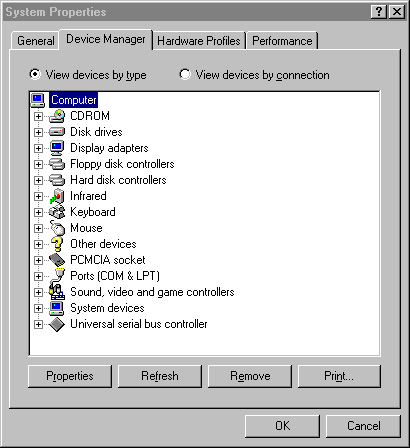 System Properties
General Device Manager Hardware Profiles Performance
View devices by type View devices by connection
Computer
CDROM
Disk drives
Display adapters
Floppy disk controllers
Hard disk controllers
Infrared
Keyboard
Mouse
Other devices
PCMCIA socket
Ports (COM & LPT)
Sound, video and game controllers
System devices
Universal serial bus controller
Properties Refresh Remove Print...
OK Cancel